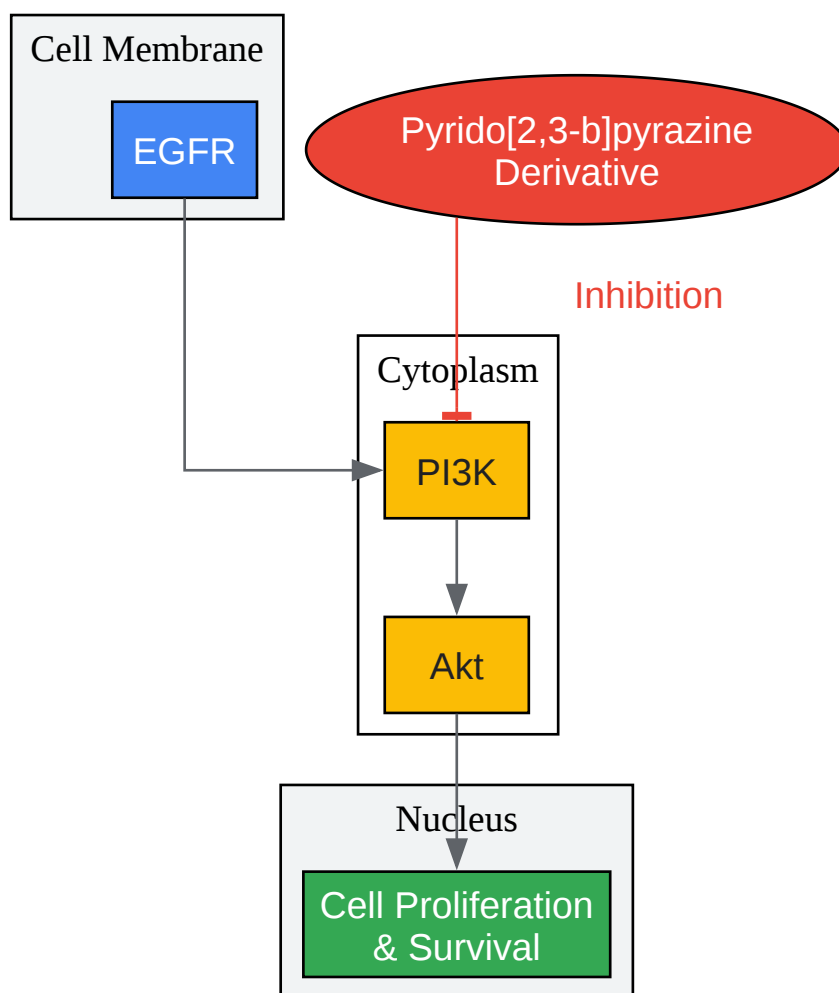 Cell Membrane
EGFR
Pyrido[2,3-b]pyrazine
Derivative
Inhibition
Cytoplasm
PI3K
Akt
Nucleus
Cell Proliferation
& Survival